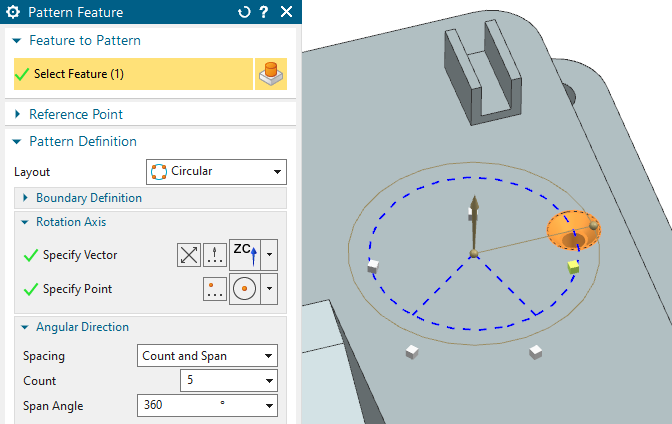 Pattern Feature
Feature to Pattern
Select Feature (1)
Reference Point
Pattern Definition
Layout Circular
Boundary Definition
Rotation Axis
Specify Vector ZC
Specify Point
Angular Direction
Spacing Count and Span
Count 5
Span Angle 360 °